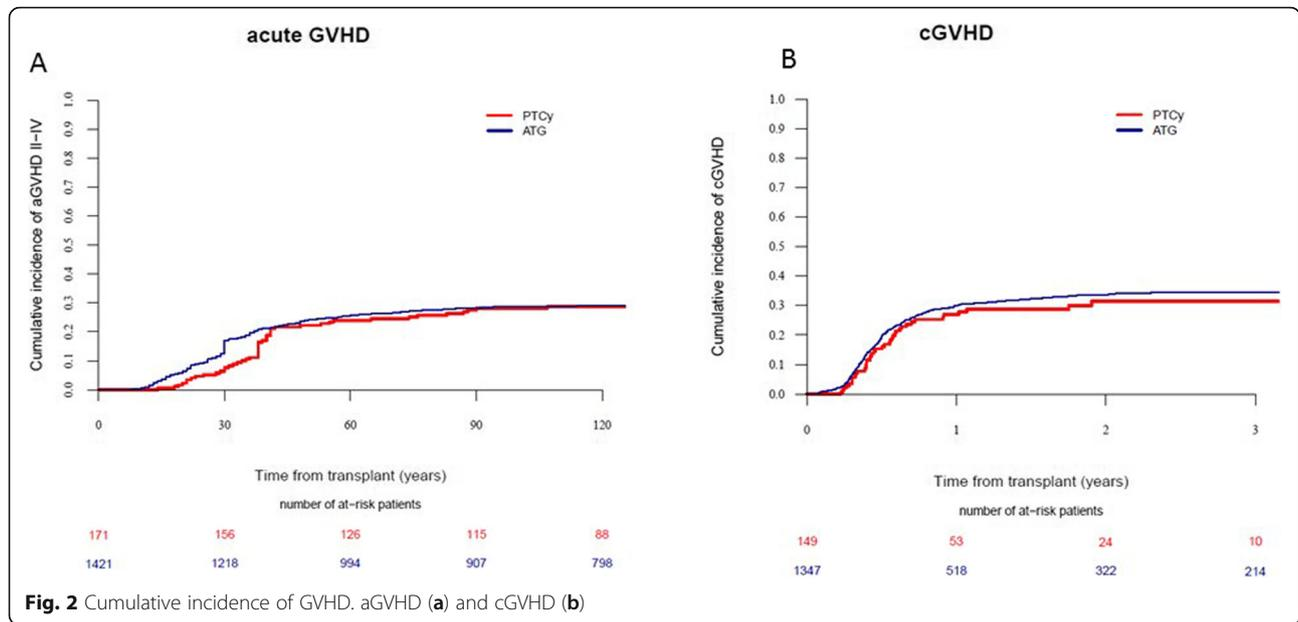 acute GVHD
A
Cumulative incidence of aGVHD II-IV
1.0
0.9
0.8
0.7
0.6
0.5
0.4
0.3
0.2
0.1
0.0
PTCy
ATG
0 30 60 90 120
Time from transplant (years)
number of at-risk patients
171 156 126 115 88
1421 1218 994 907 798
cGVHD
B
Cumulative incidence of cGVHD
1.0
0.9
0.8
0.7
0.6
0.5
0.4
0.3
0.2
0.1
0.0
PTCy
ATG
0 1 2 3
Time from transplant (years)
number of at-risk patients
149 53 24 10
1347 518 322 214
Fig. 2 Cumulative incidence of GVHD. aGVHD (a) and cGVHD (b)